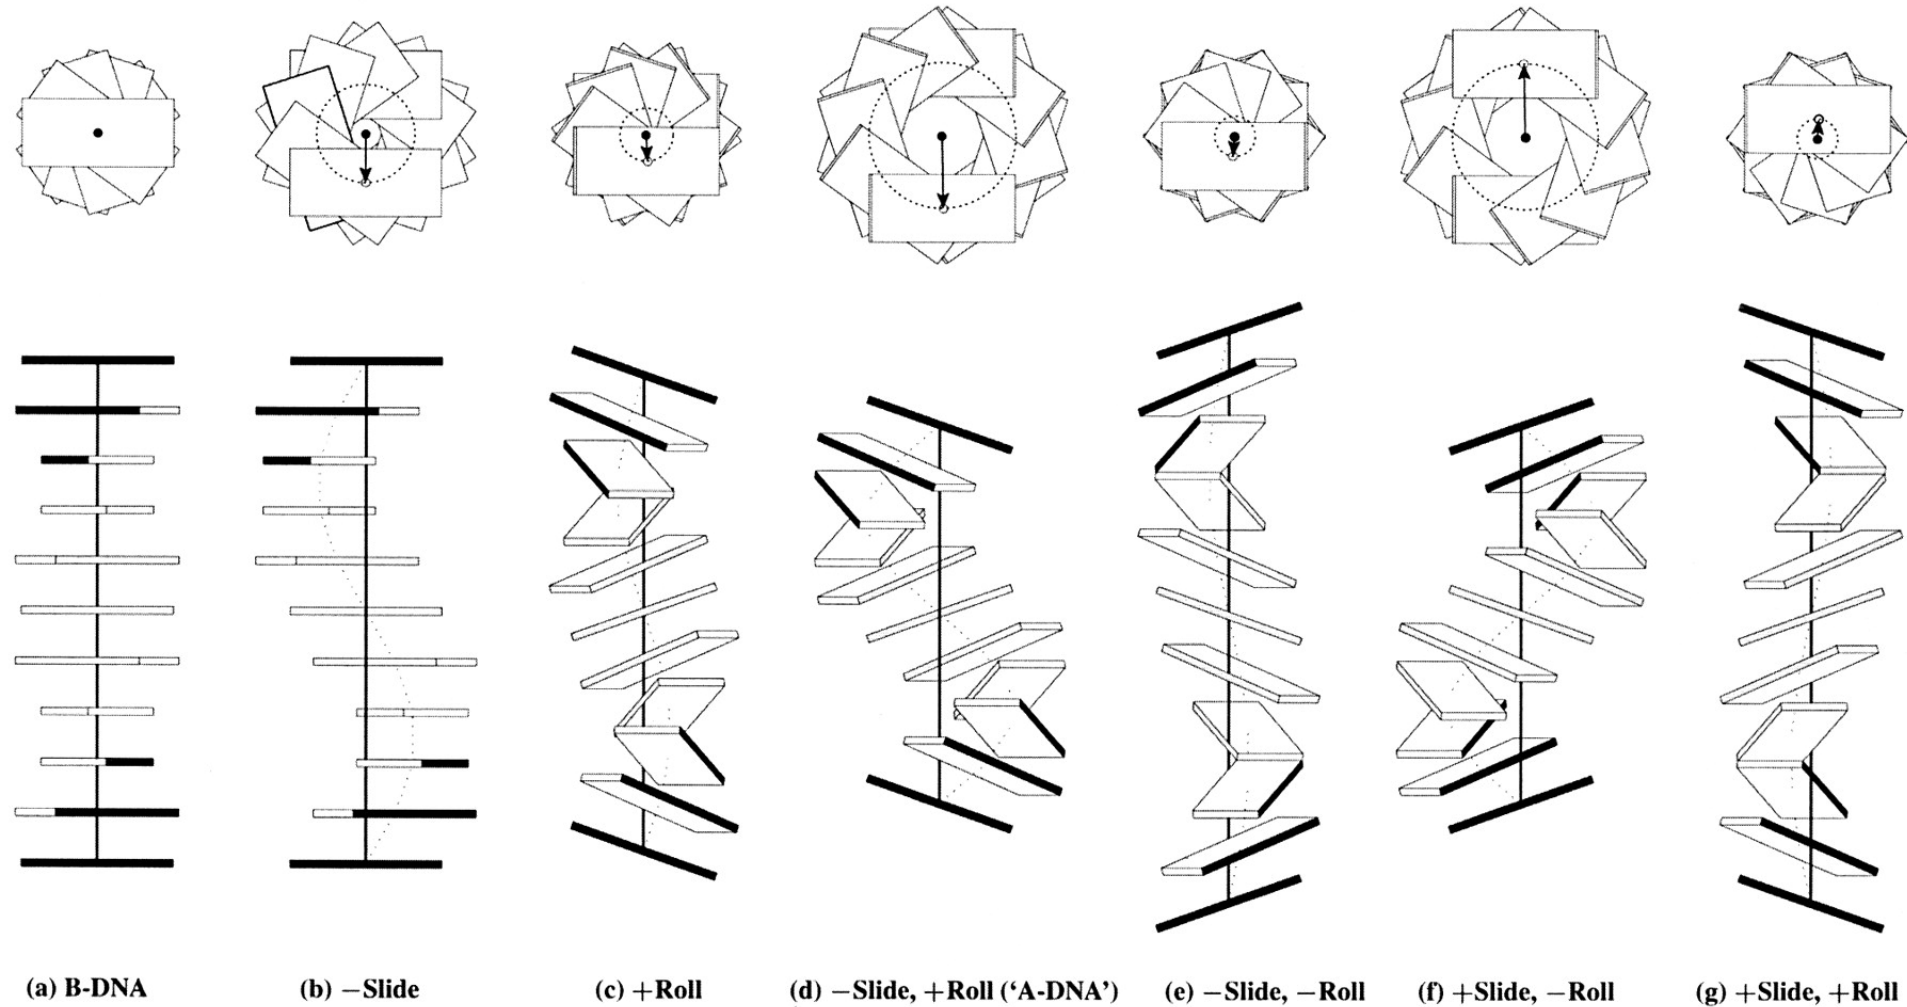 (a) B-DNA
(b) −Slide
(c) +Roll
(d) −Slide, +Roll (‘A-DNA’)
(e) −Slide, −Roll
(f) +Slide, −Roll
(g) +Slide, +Roll